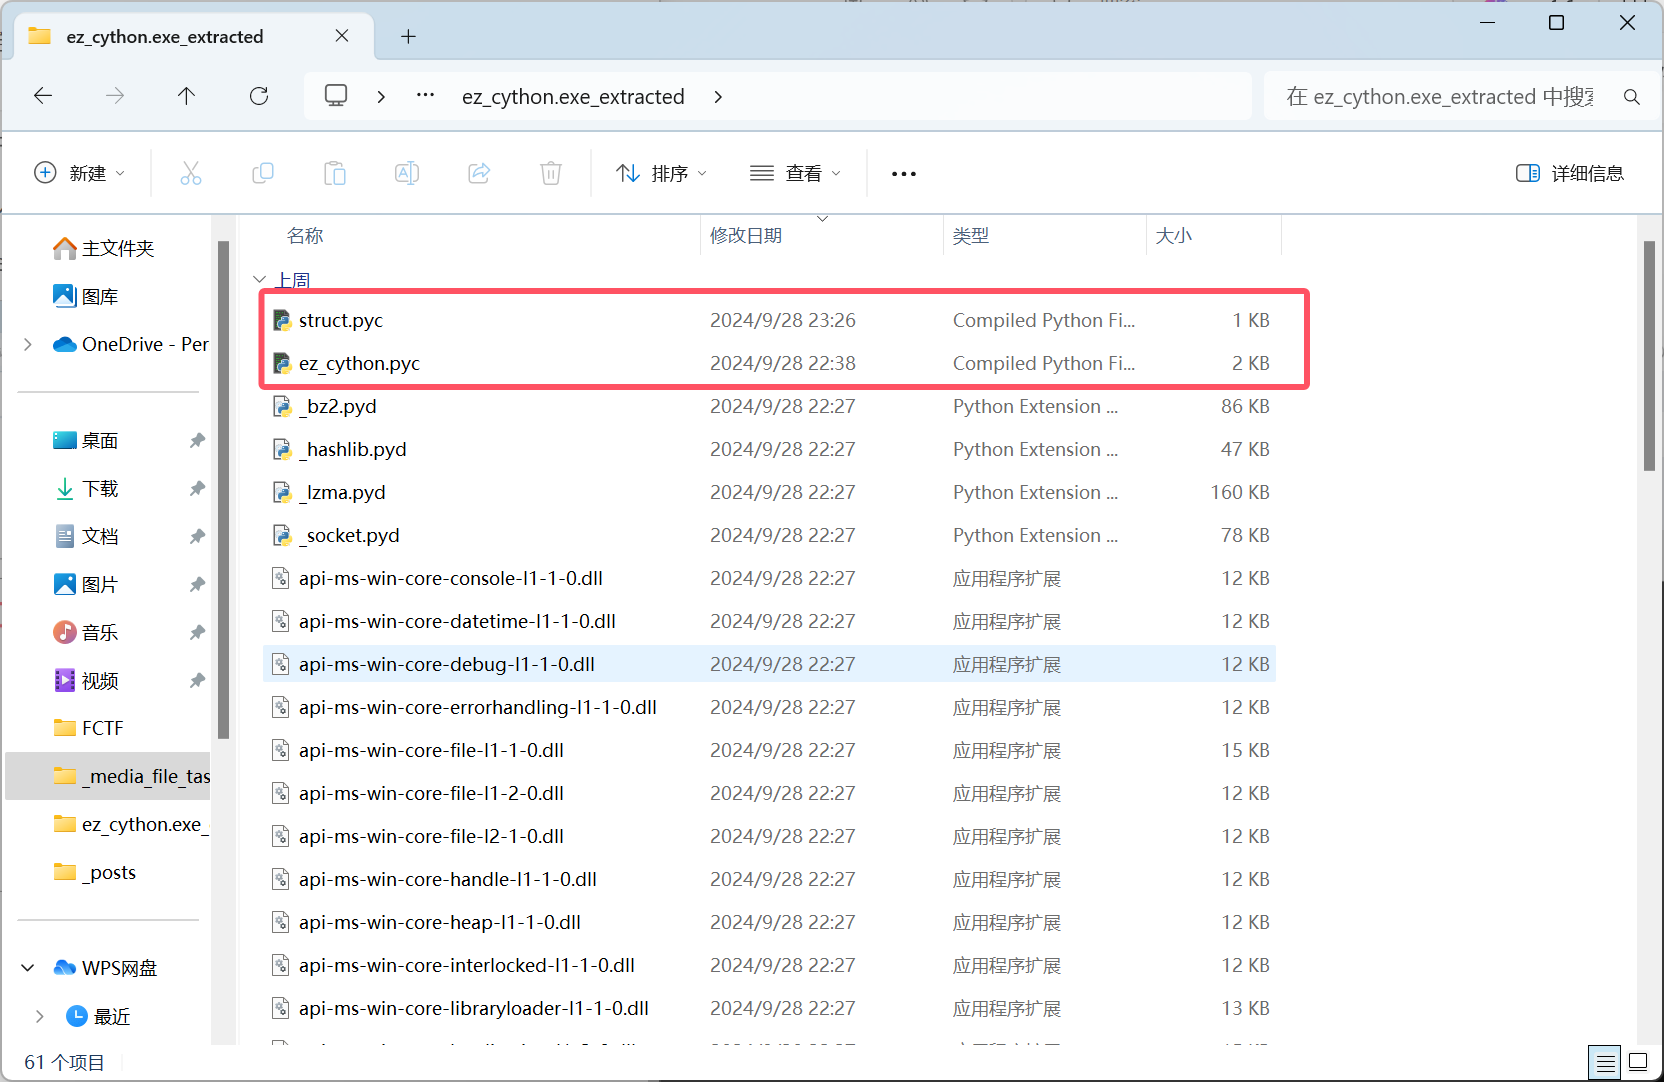 ez_cython.exe_extracted
ez_cython.exe_extracted
在 ez_cython.exe_extracted 中搜
新建
排序
查看
详细信息
主文件夹
图库
OneDrive - Per
桌面
下载
文档
图片
音乐
视频
FCTF
_media_file_tas
ez_cython.exe_
_posts
WPS网盘
最近
名称 修改日期 类型 大小
上周
struct.pyc 2024/9/28 23:26 Compiled Python Fi... 1 KB
ez_cython.pyc 2024/9/28 22:38 Compiled Python Fi... 2 KB
_bz2.pyd 2024/9/28 22:27 Python Extension ... 86 KB
_hashlib.pyd 2024/9/28 22:27 Python Extension ... 47 KB
_lzma.pyd 2024/9/28 22:27 Python Extension ... 160 KB
_socket.pyd 2024/9/28 22:27 Python Extension ... 78 KB
api-ms-win-core-console-l1-1-0.dll 2024/9/28 22:27 应用程序扩展 12 KB
api-ms-win-core-datetime-l1-1-0.dll 2024/9/28 22:27 应用程序扩展 12 KB
api-ms-win-core-debug-l1-1-0.dll 2024/9/28 22:27 应用程序扩展 12 KB
api-ms-win-core-errorhandling-l1-1-0.dll 2024/9/28 22:27 应用程序扩展 12 KB
api-ms-win-core-file-l1-1-0.dll 2024/9/28 22:27 应用程序扩展 15 KB
api-ms-win-core-file-l1-2-0.dll 2024/9/28 22:27 应用程序扩展 12 KB
api-ms-win-core-file-l2-1-0.dll 2024/9/28 22:27 应用程序扩展 12 KB
api-ms-win-core-handle-l1-1-0.dll 2024/9/28 22:27 应用程序扩展 12 KB
api-ms-win-core-heap-l1-1-0.dll 2024/9/28 22:27 应用程序扩展 12 KB
api-ms-win-core-interlocked-l1-1-0.dll 2024/9/28 22:27 应用程序扩展 12 KB
api-ms-win-core-libraryloader-l1-1-0.dll 2024/9/28 22:27 应用程序扩展 13 KB
61 个项目